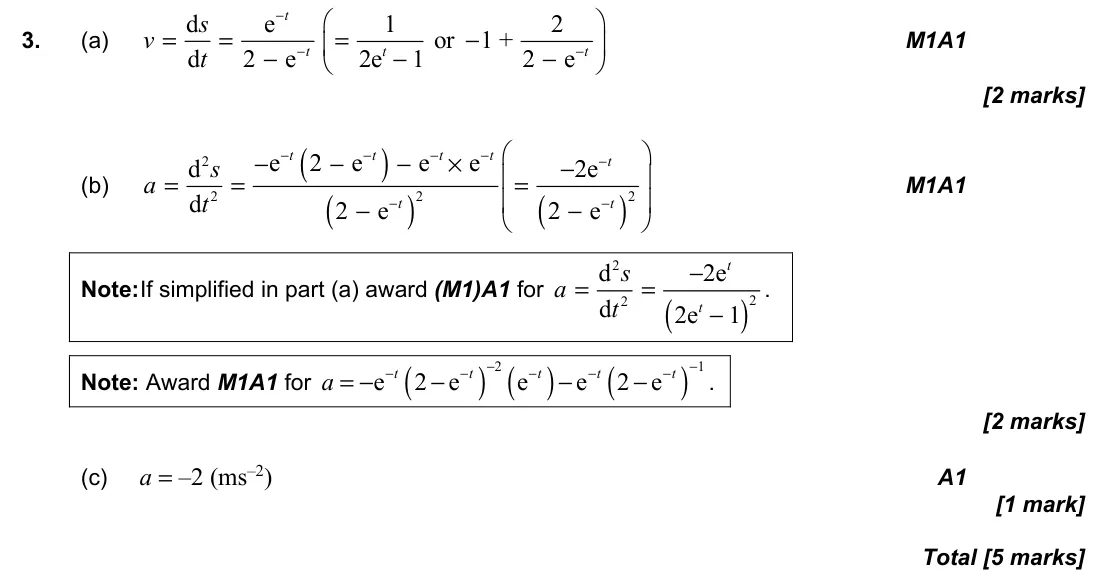 3. (a) v = ds/dt = e^{−t}/(2 − e^{−t}) (= 1/(2e^t − 1) or −1 + 2/(2 − e^{−t})) M1A1
[2 marks]
(b) a = d²s/dt² = (−e^{−t}(2 − e^{−t}) − e^{−t} × e^{−t})/(2 − e^{−t})² (= −2e^{−t}/(2 − e^{−t})²) M1A1
Note:If simplified in part (a) award (M1)A1 for a = d²s/dt² = −2e^t/(2e^t − 1)².
Note: Award M1A1 for a = −e^{−t}(2−e^{−t})^{−2}(e^{−t})−e^{−t}(2−e^{−t})^{−1}.
[2 marks]
(c) a = –2 (ms^{–2}) A1
[1 mark]
Total [5 marks]